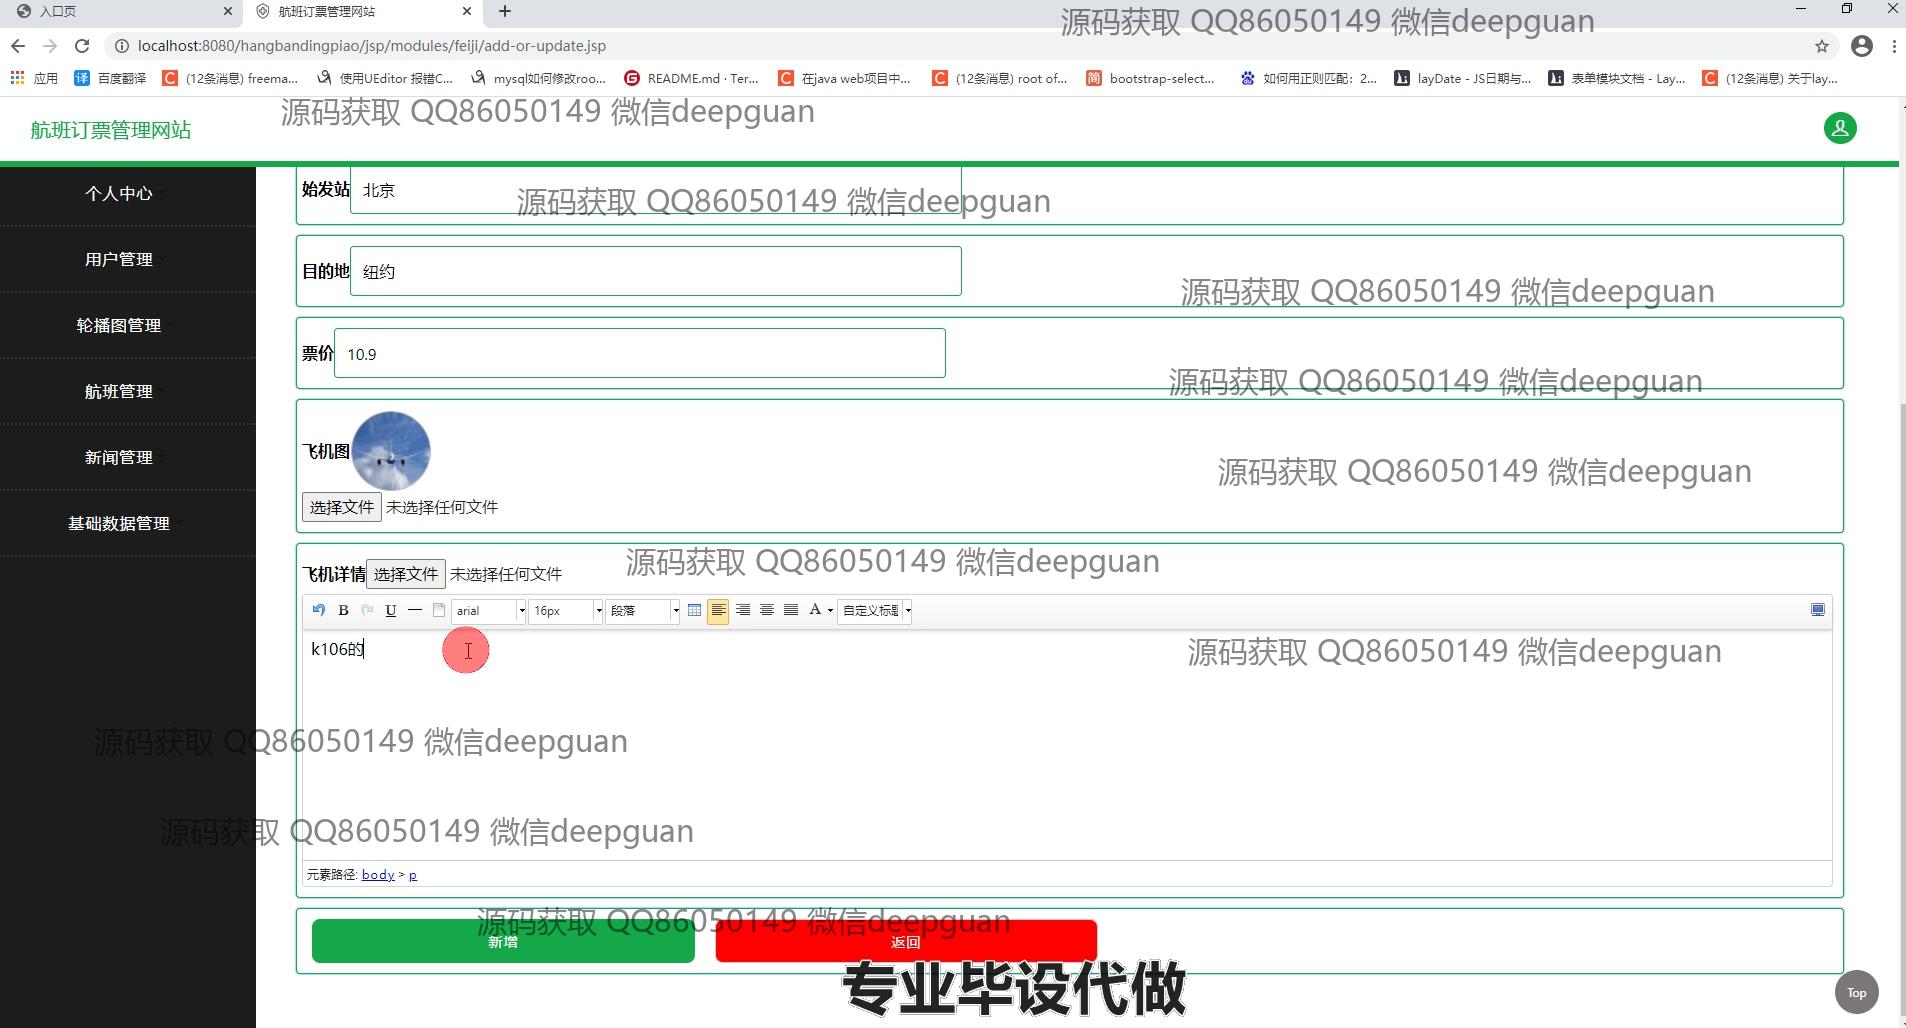 入口页
航班订票管理网站
源码获取 QQ86050149 微信deepguan
localhost:8080/hangbandingpiao/jsp/modules/feiji/add-or-update.jsp
应用 百度翻译 (12条消息) freema... 使用UEditor 报错C... mysql如何修改roo... README.md · Ter... 在java web项目中... (12条消息) root of... bootstrap-select... 如何用正则匹配：2... layDate - JS日期与... 表单模块文档 - Lay... (12条消息) 关于lay...
源码获取 QQ86050149 微信deepguan
航班订票管理网站
个人中心
用户管理
轮播图管理
航班管理
新闻管理
基础数据管理
始发站 北京
源码获取 QQ86050149 微信deepguan
目的地 纽约
源码获取 QQ86050149 微信deepguan
票价 10.9
源码获取 QQ86050149 微信deepguan
飞机图
源码获取 QQ86050149 微信deepguan
选择文件 未选择任何文件
飞机详情 选择文件 未选择任何文件
源码获取 QQ86050149 微信deepguan
B U arial 16px 段落 A 自定义标题
k106的
源码获取 QQ86050149 微信deepguan
源码获取 QQ86050149 微信deepguan
源码获取 QQ86050149 微信deepguan
元素路径: body > p
源码获取 QQ86050149 微信deepguan
新增 返回
专业毕设代做
Top